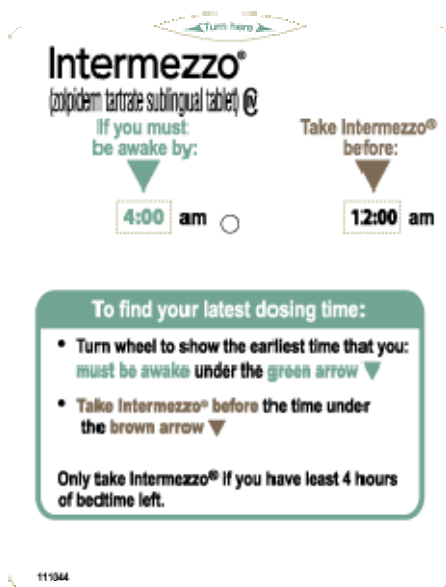 Turn here
Intermezzo®
(zolpidem tartrate sublingual tablet) CIV
If you must
be awake by:
Take Intermezzo®
before:
4:00 am
12:00 am
To find your latest dosing time:
• Turn wheel to show the earliest time that you:
must be awake under the green arrow ▼
• Take Intermezzo® before the time under
the brown arrow ▼
Only take Intermezzo® if you have least 4 hours
of bedtime left.
111044